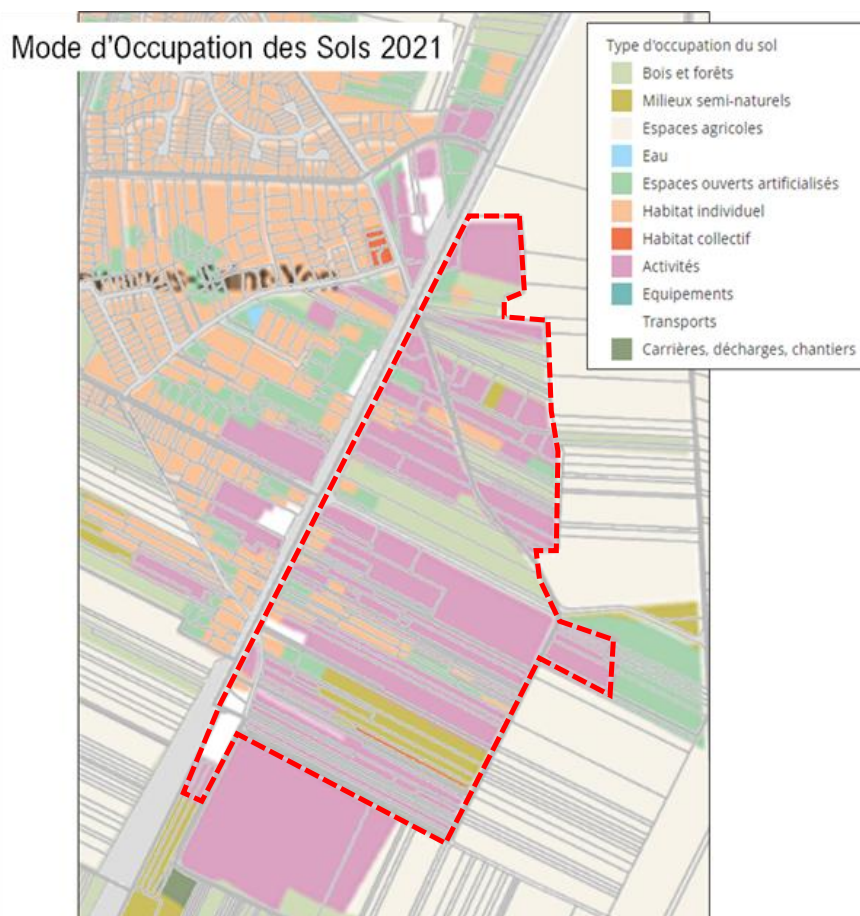 Mode d'Occupation des Sols 2021
Type d'occupation du sol
Bois et forêts
Milieux semi-naturels
Espaces agricoles
Eau
Espaces ouverts artificialisés
Habitat individuel
Habitat collectif
Activités
Equipements
Transports
Carrières, décharges, chantiers